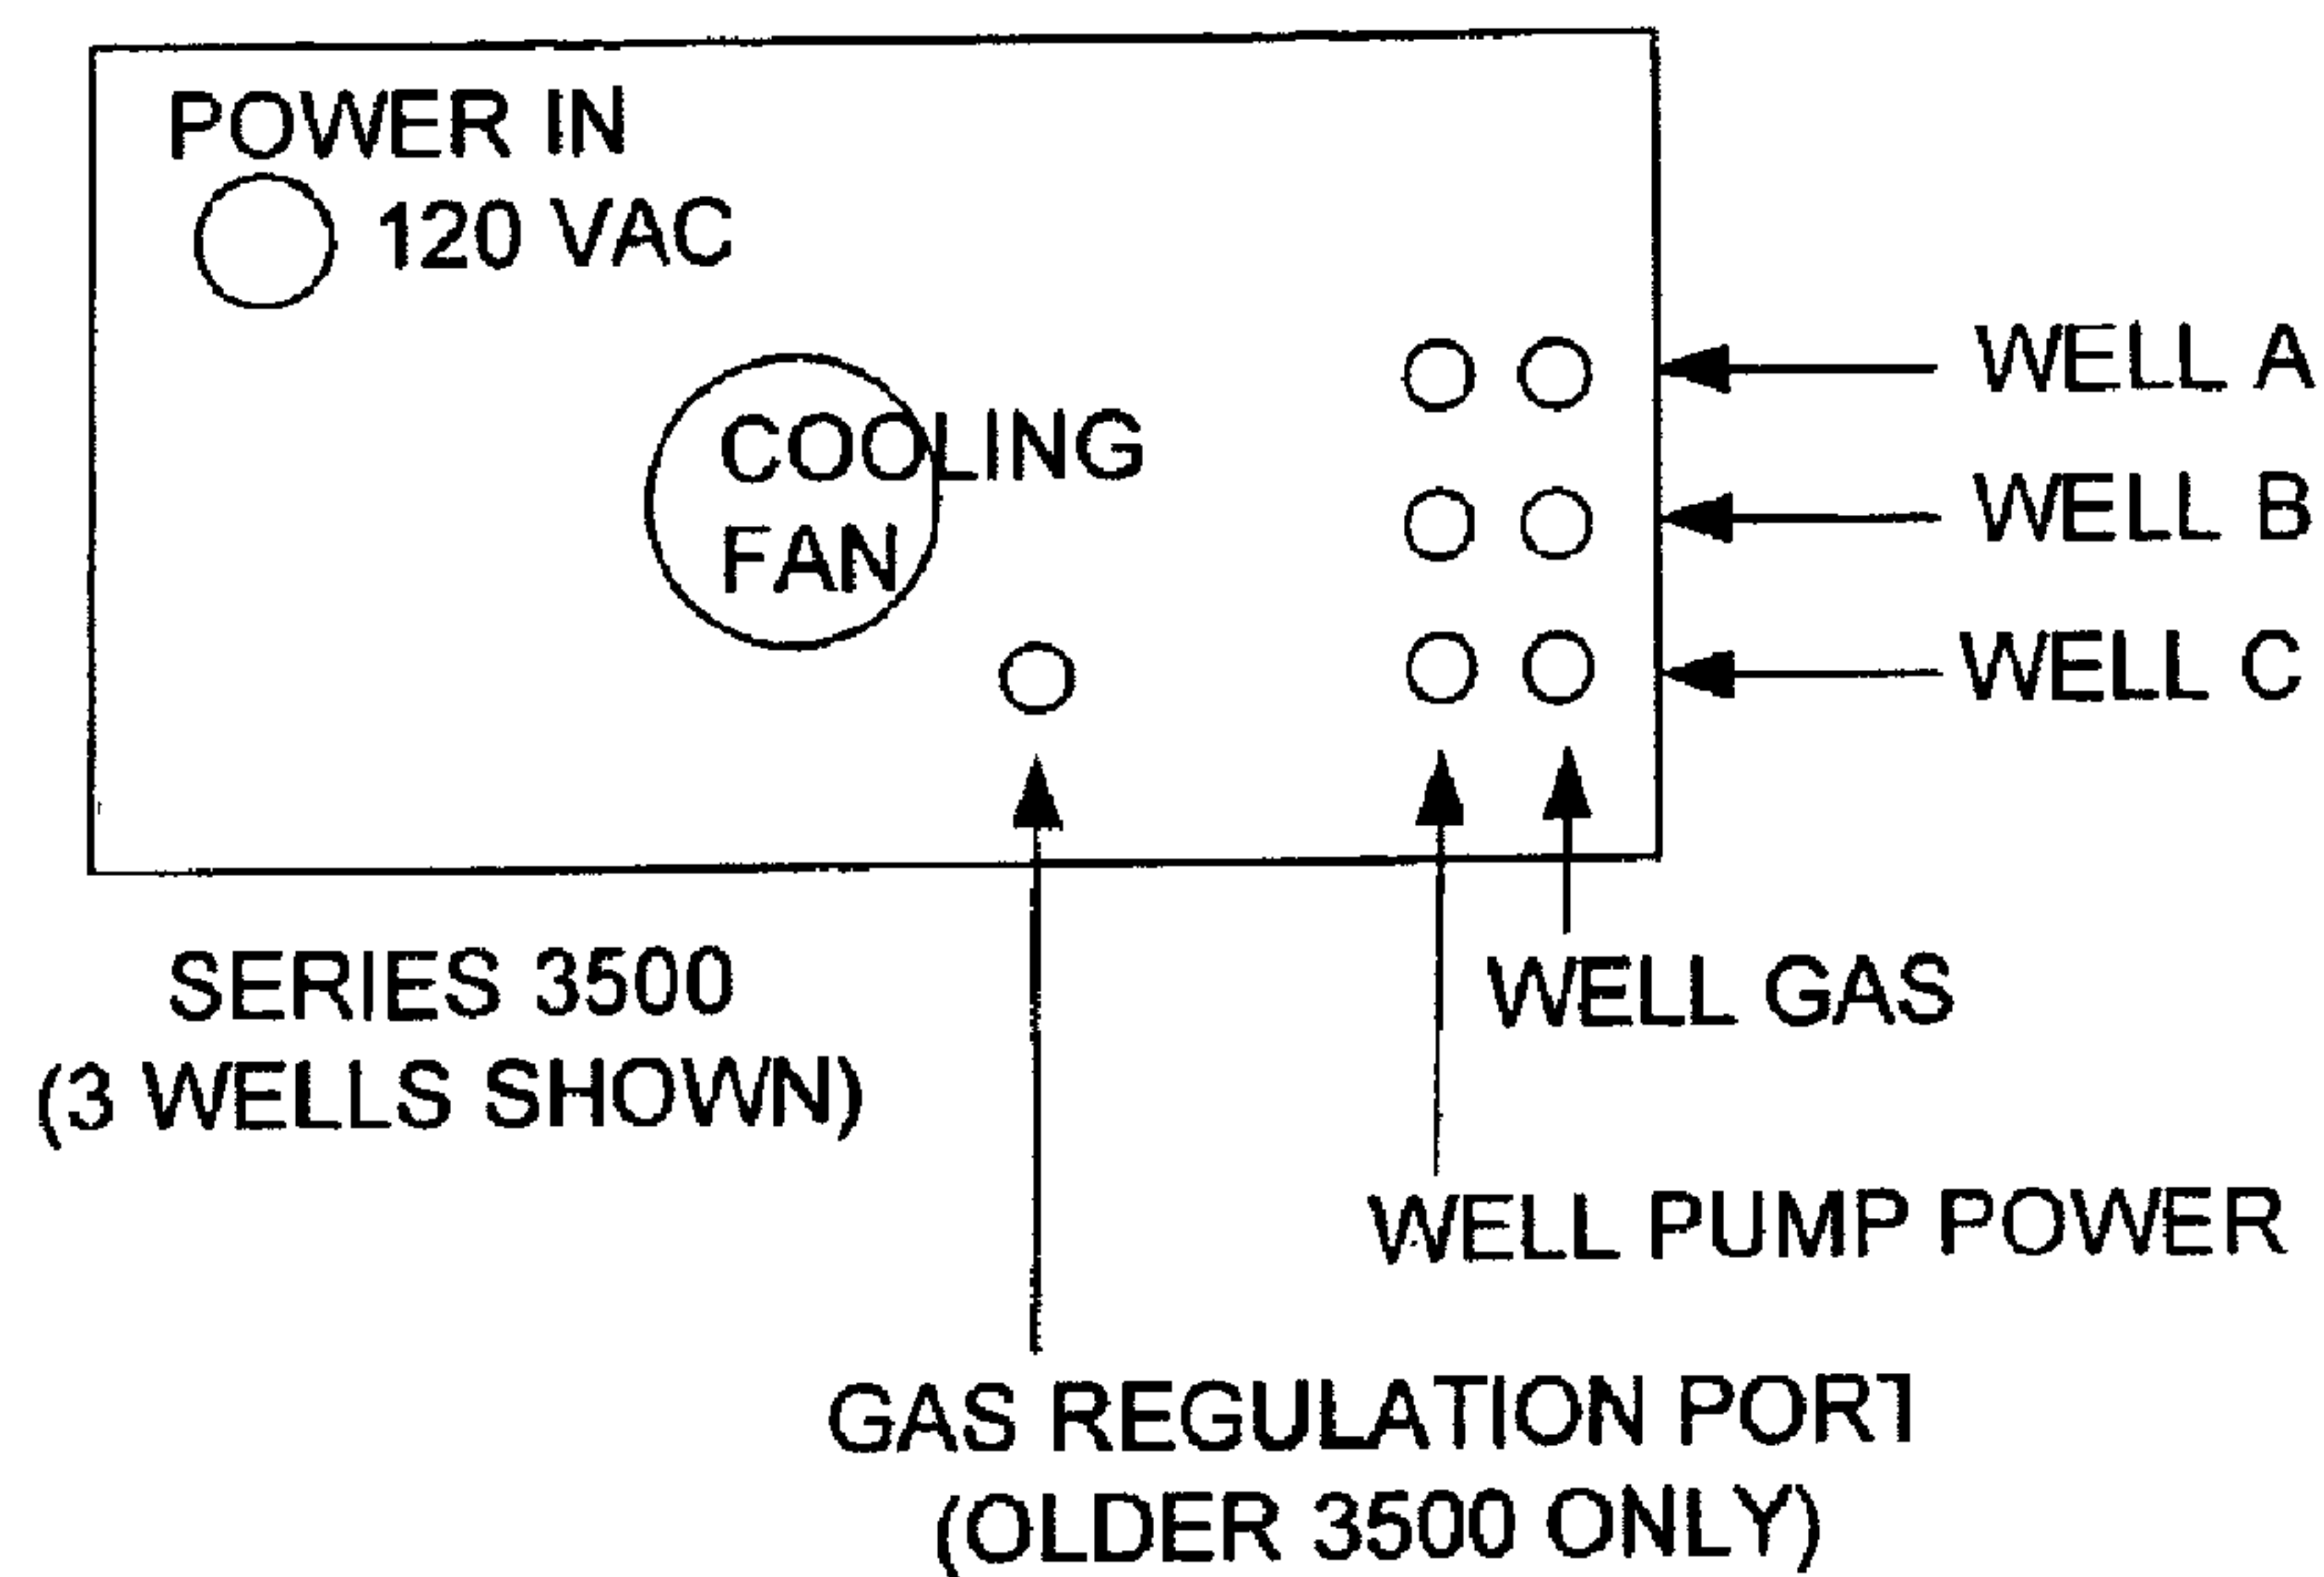 POWER IN
120 VAC
COOLING
FAN
WELL A
WELL B
WELL C
SERIES 3500
(3 WELLS SHOWN)
WELL GAS
WELL PUMP POWER
GAS REGULATION PORT
(OLDER 3500 ONLY)